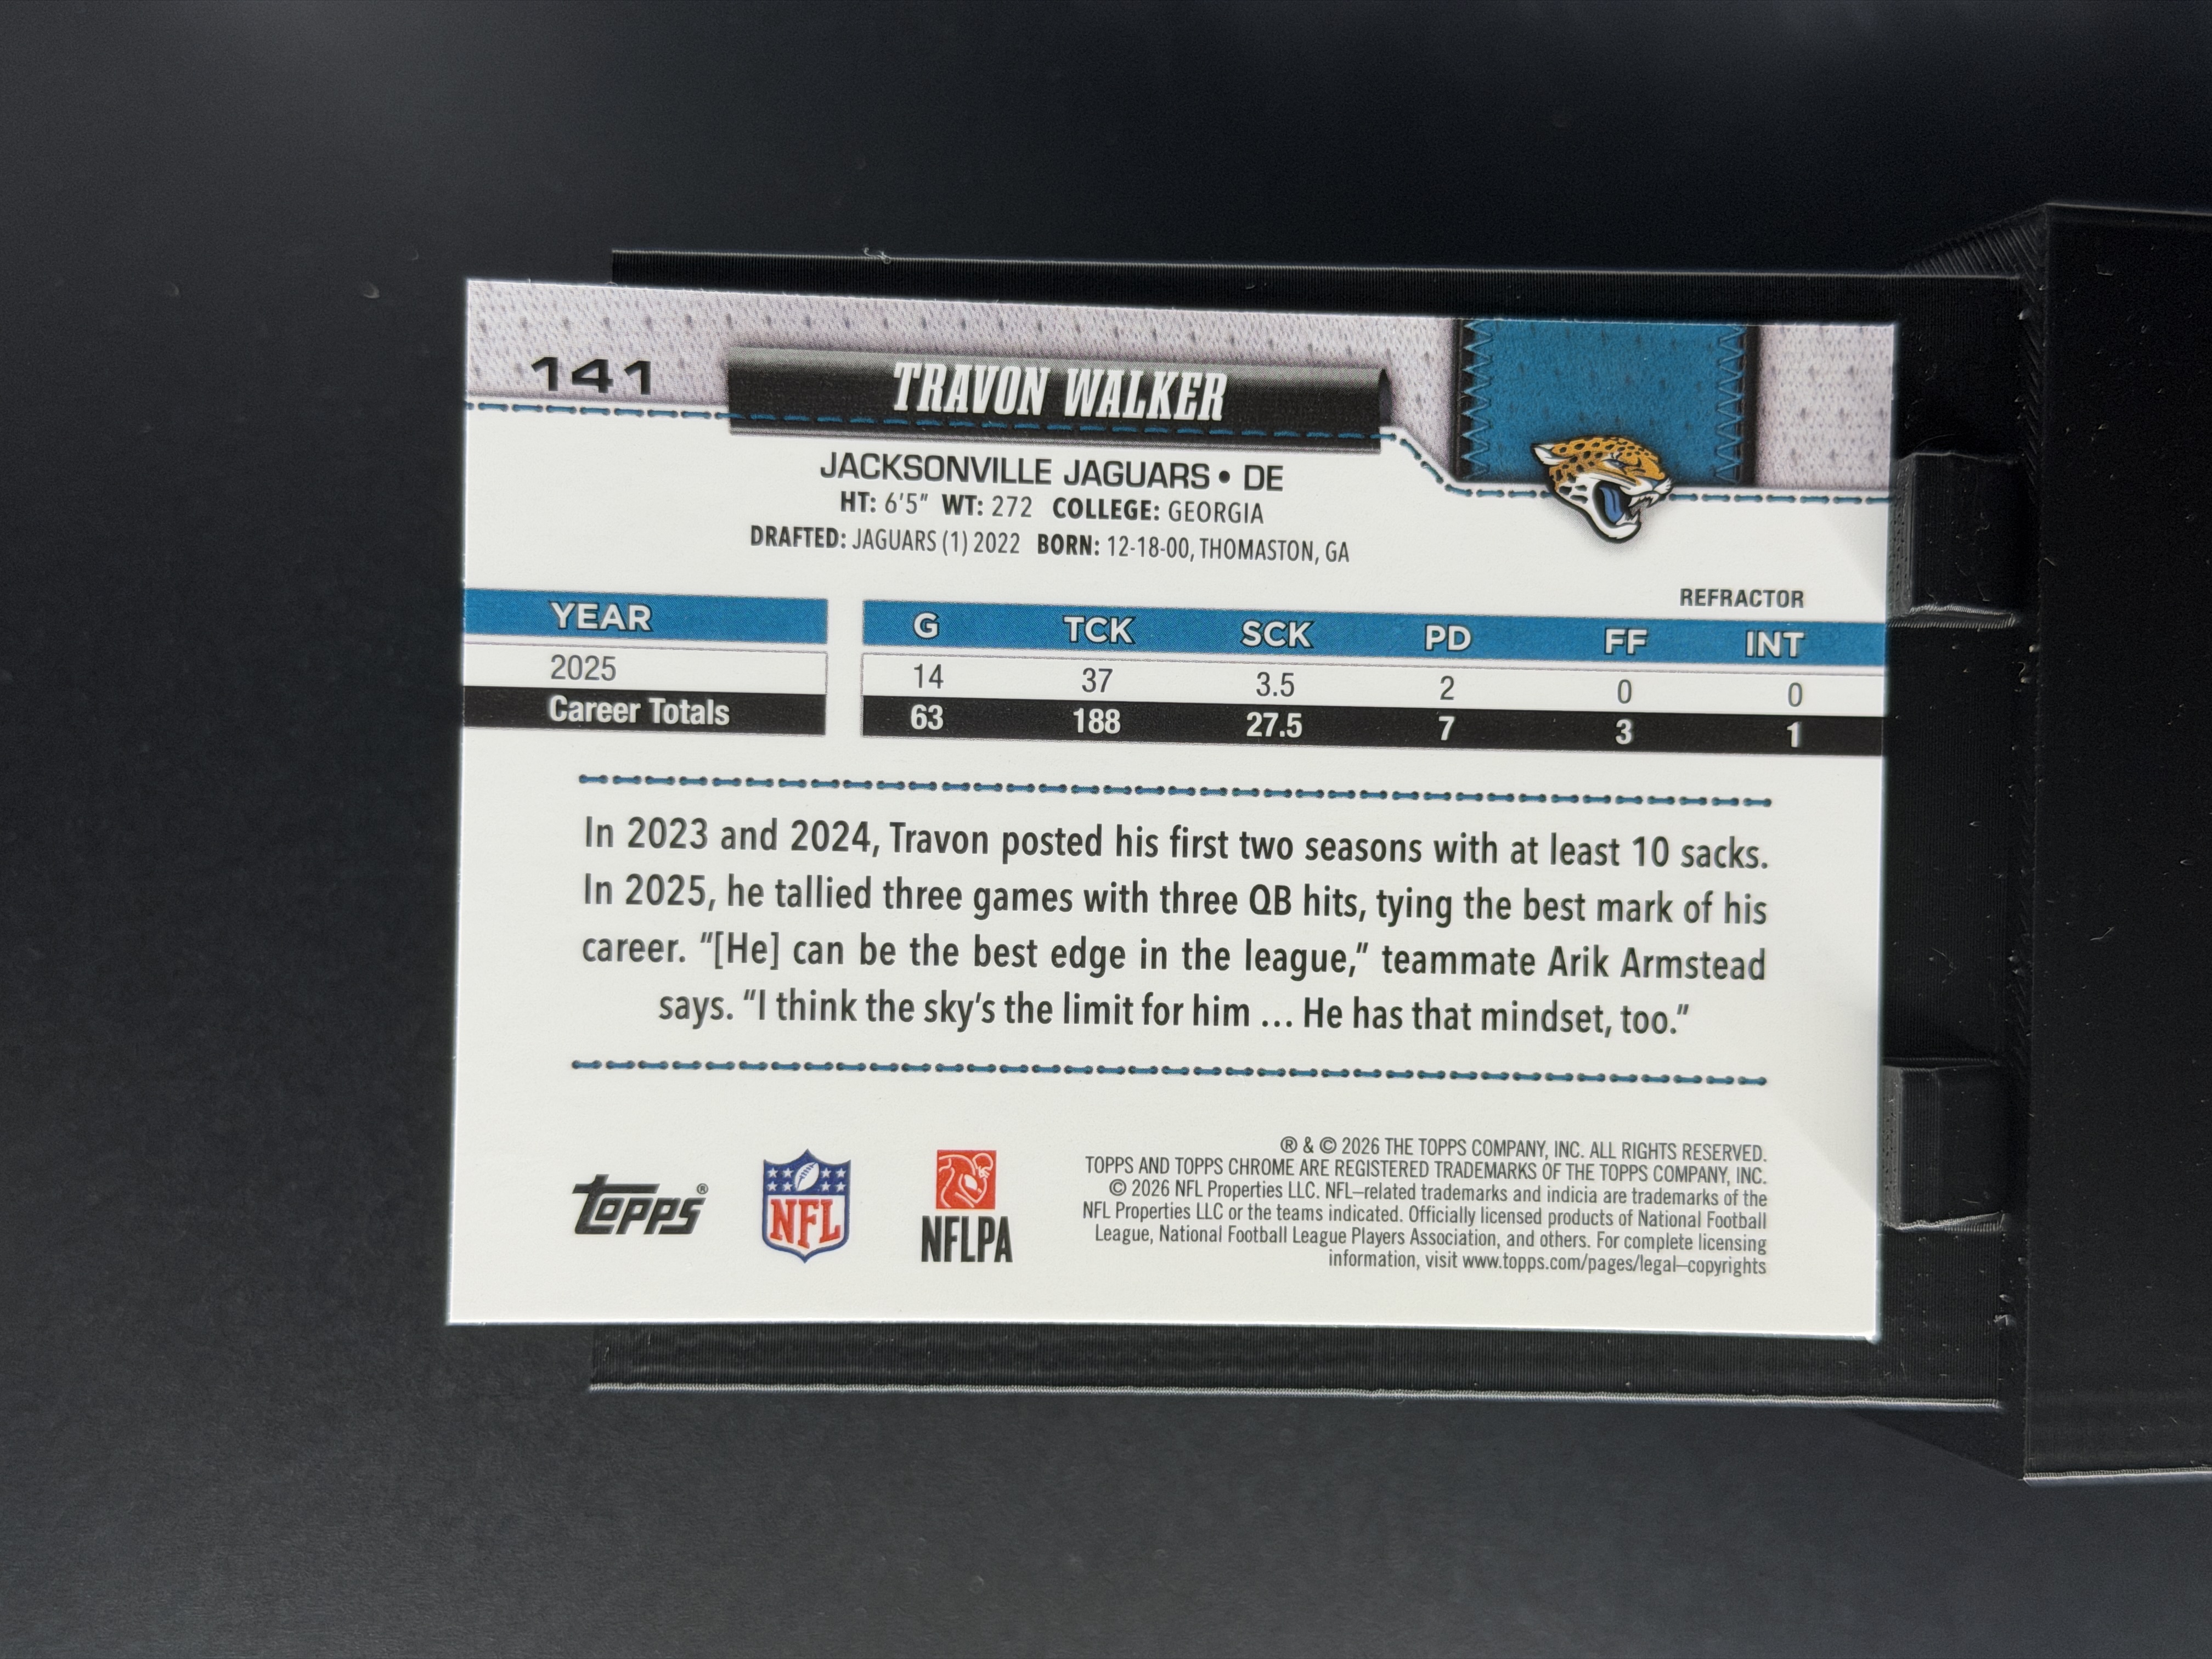 141
TRAVON WALKER
JACKSONVILLE JAGUARS • DE
HT: 6'5" WT: 272 COLLEGE: GEORGIA
DRAFTED: JAGUARS (1) 2022 BORN: 12-18-00, THOMASTON, GA
REFRACTOR
YEAR G TCK SCK PD FF INT
2025 14 37 3.5 2 0 0
Career Totals 63 188 27.5 7 3 1
In 2023 and 2024, Travon posted his first two seasons with at least 10 sacks.
In 2025, he tallied three games with three QB hits, tying the best mark of his
career. "[He] can be the best edge in the league," teammate Arik Armstead
says. "I think the sky's the limit for him ... He has that mindset, too."
topps®
NFL
NFLPA
® & © 2026 THE TOPPS COMPANY, INC. ALL RIGHTS RESERVED.
TOPPS AND TOPPS CHROME ARE REGISTERED TRADEMARKS OF THE TOPPS COMPANY, INC.
© 2026 NFL Properties LLC. NFL–related trademarks and indicia are trademarks of the
NFL Properties LLC or the teams indicated. Officially licensed products of National Football
League, National Football League Players Association, and others. For complete licensing
information, visit www.topps.com/pages/legal–copyrights